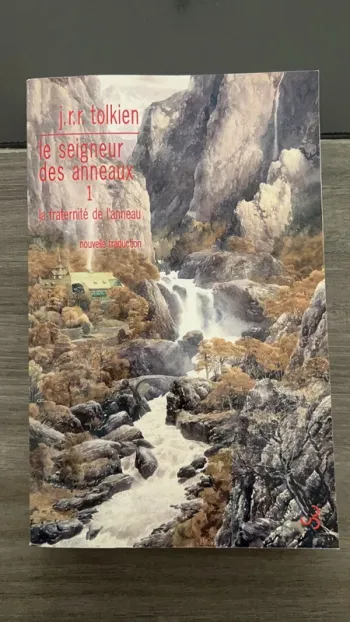 j.r.r tolkien
le seigneur
des anneaux
1
la fraternité de l'anneau
nouvelle traduction